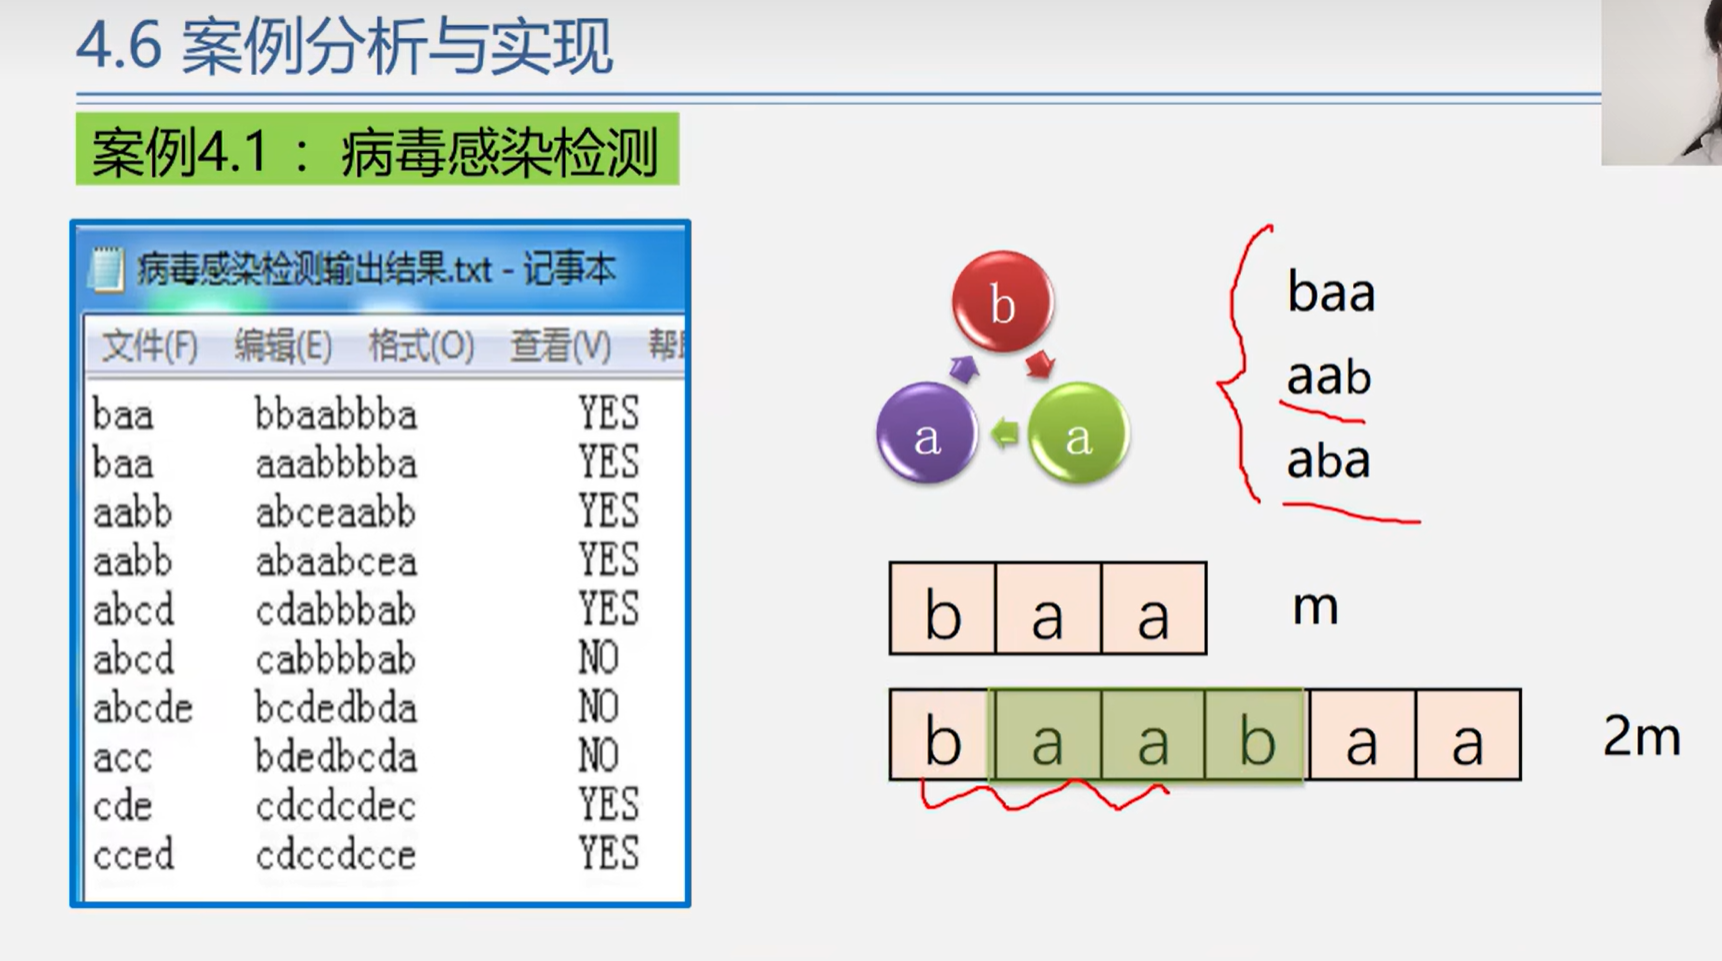 4.6 案例分析与实现
案例4.1：病毒感染检测
病毒感染检测输出结果.txt - 记事本
文件(F) 编辑(E) 格式(O) 查看(V)
baa bbaabbba YES
baa aaabbbba YES
aabb abceaabb YES
aabb abaabcea YES
abcd cdabbbab YES
abcd cabbbbab NO
abcde bcdedbda NO
acc bdedbcda NO
cde cdcdcdec YES
cced cdccdcce YES
b
a a
baa
aab
aba
b a a m
b a a b a a 2m